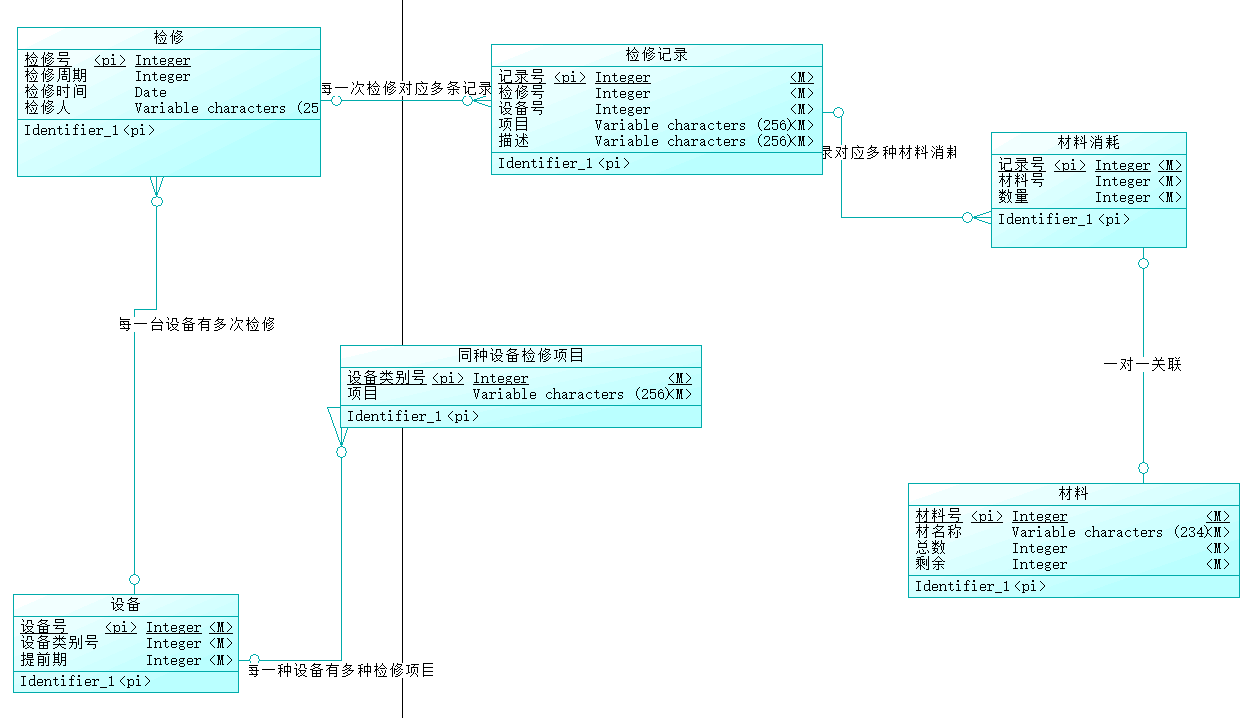 检修
检修号 <pi> Integer
检修周期 Integer
检修时间 Date
检修人 Variable characters (25
Identifier_1 <pi>
每一次检修对应多条记录
检修记录
记录号 <pi> Integer <M>
检修号 Integer <M>
设备号 Integer <M>
项目 Variable characters (256) <M>
描述 Variable characters (256) <M>
Identifier_1 <pi>
录对应多种材料消耗
材料消耗
记录号 <pi> Integer <M>
材料号 Integer <M>
数量 Integer <M>
Identifier_1 <pi>
每一台设备有多次检修
同种设备检修项目
设备类别号 <pi> Integer <M>
项目 Variable characters (256) <M>
Identifier_1 <pi>
一对一关联
材料
材料号 <pi> Integer <M>
材名称 Variable characters (234) <M>
总数 Integer <M>
剩余 Integer <M>
Identifier_1 <pi>
设备
设备号 <pi> Integer <M>
设备类别号 Integer <M>
提前期 Integer <M>
Identifier_1 <pi>
每一种设备有多种检修项目